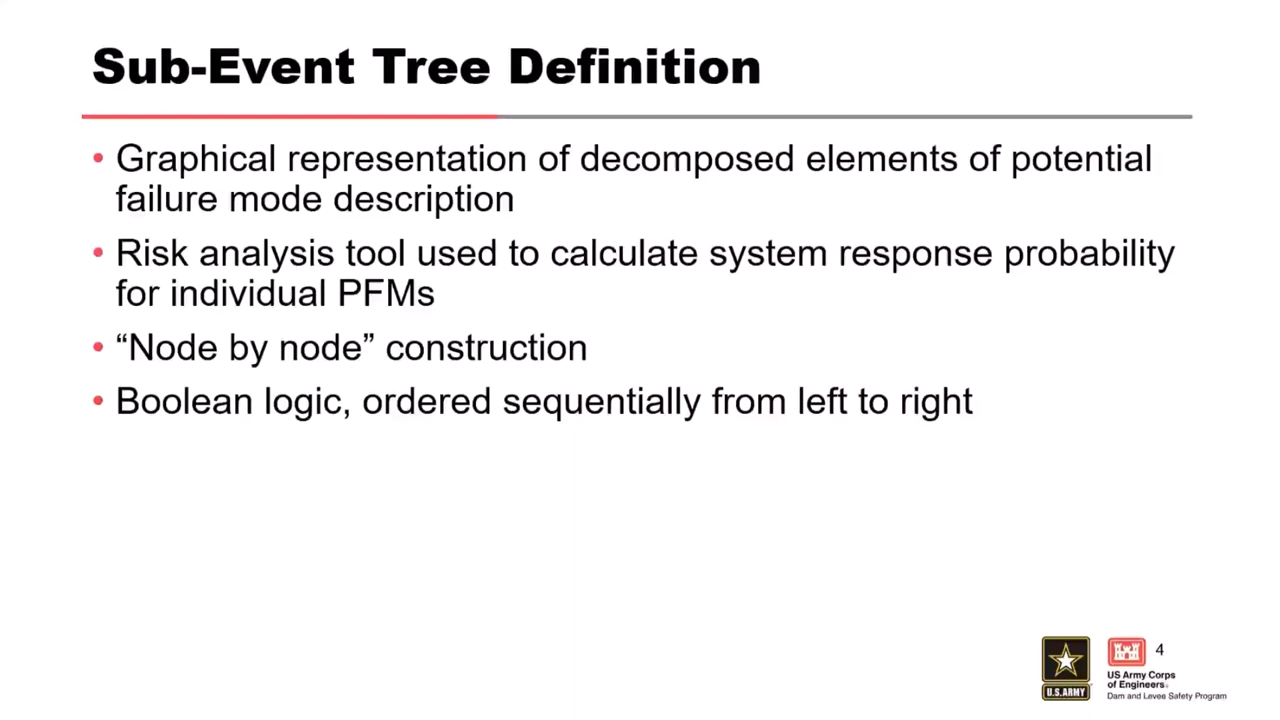 Sub-Event Tree Definition
• Graphical representation of decomposed elements of potential
failure mode description
• Risk analysis tool used to calculate system response probability
for individual PFMs
• “Node by node” construction
• Boolean logic, ordered sequentially from left to right
U.S.ARMY
4
US Army Corps
of Engineers®
Dam and Levee Safety Program